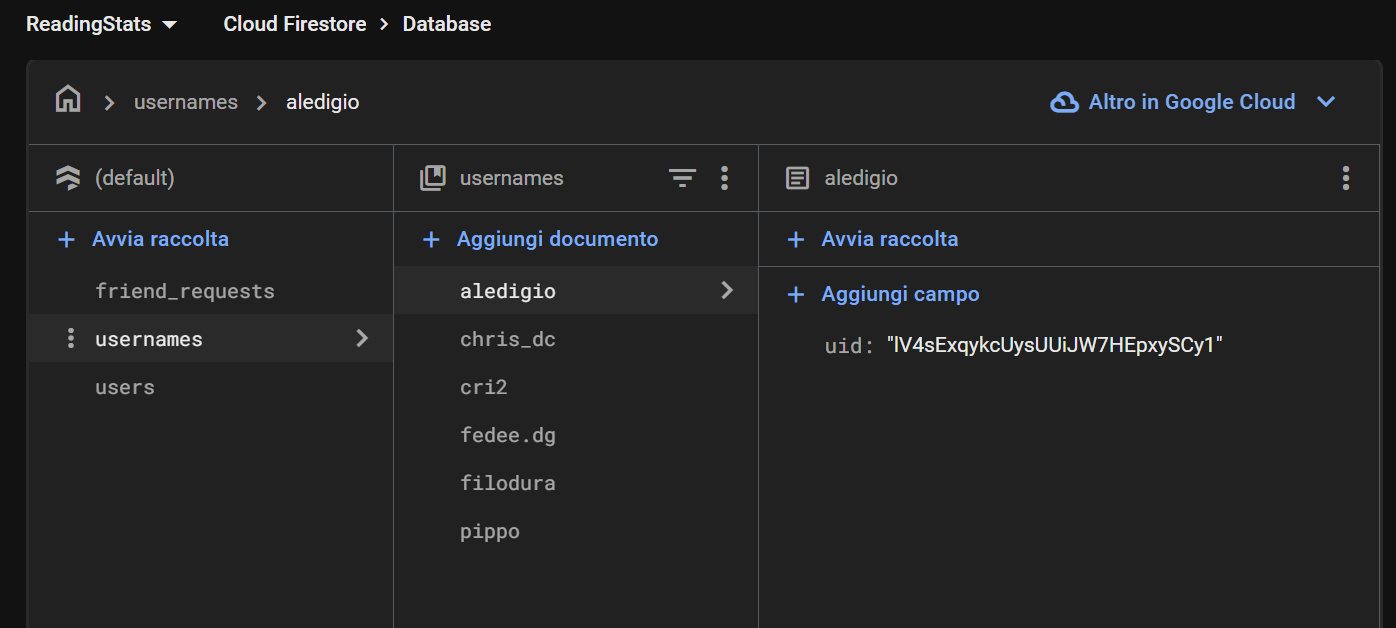 ReadingStats Cloud Firestore > Database
usernames > aledigio
Altro in Google Cloud
(default)
+ Avvia raccolta
friend_requests
usernames
users
usernames
+ Aggiungi documento
aledigio
chris_dc
cri2
fedee.dg
filodura
pippo
aledigio
+ Avvia raccolta
+ Aggiungi campo
uid: "lV4sExqykcUysUUiJW7HEpxySCy1"